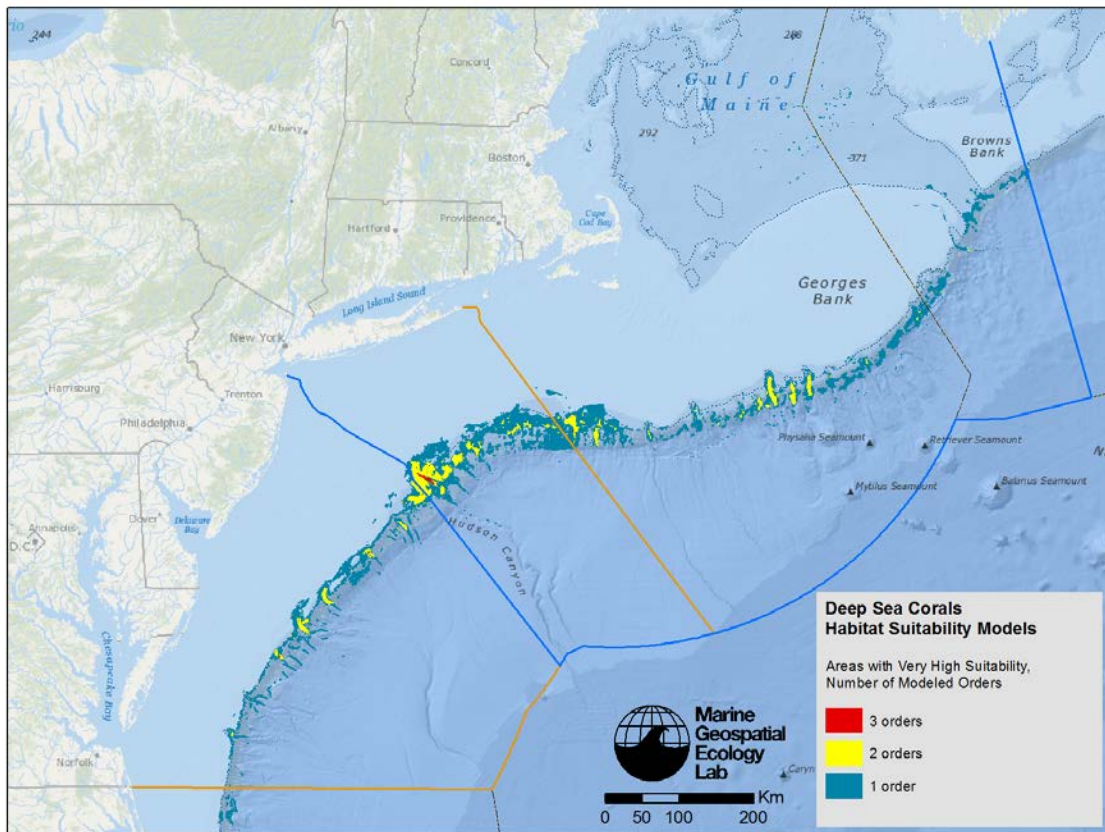 244
288
Concord
Gulf of
Maine
Albany
292
Browns
Bank
-371
Boston
Cape
Cod Bay
Providence
Hartford
Georges
Bank
Long Island Sound
New York
Harrisburg
Trenton
Philadelphia
Physalia Seamount
Retriever Seamount
Mytilus Seamount
Balanus Seamount
Annapolis
Dover
Delaware
Bay
D.C.
Hudson Canyon
Chesapeake Bay
Norfolk
Caryn
Deep Sea Corals
Habitat Suitability Models
Areas with Very High Suitability,
Number of Modeled Orders
3 orders
2 orders
1 order
Marine
Geospatial
Ecology
Lab
Km
0 50 100 200